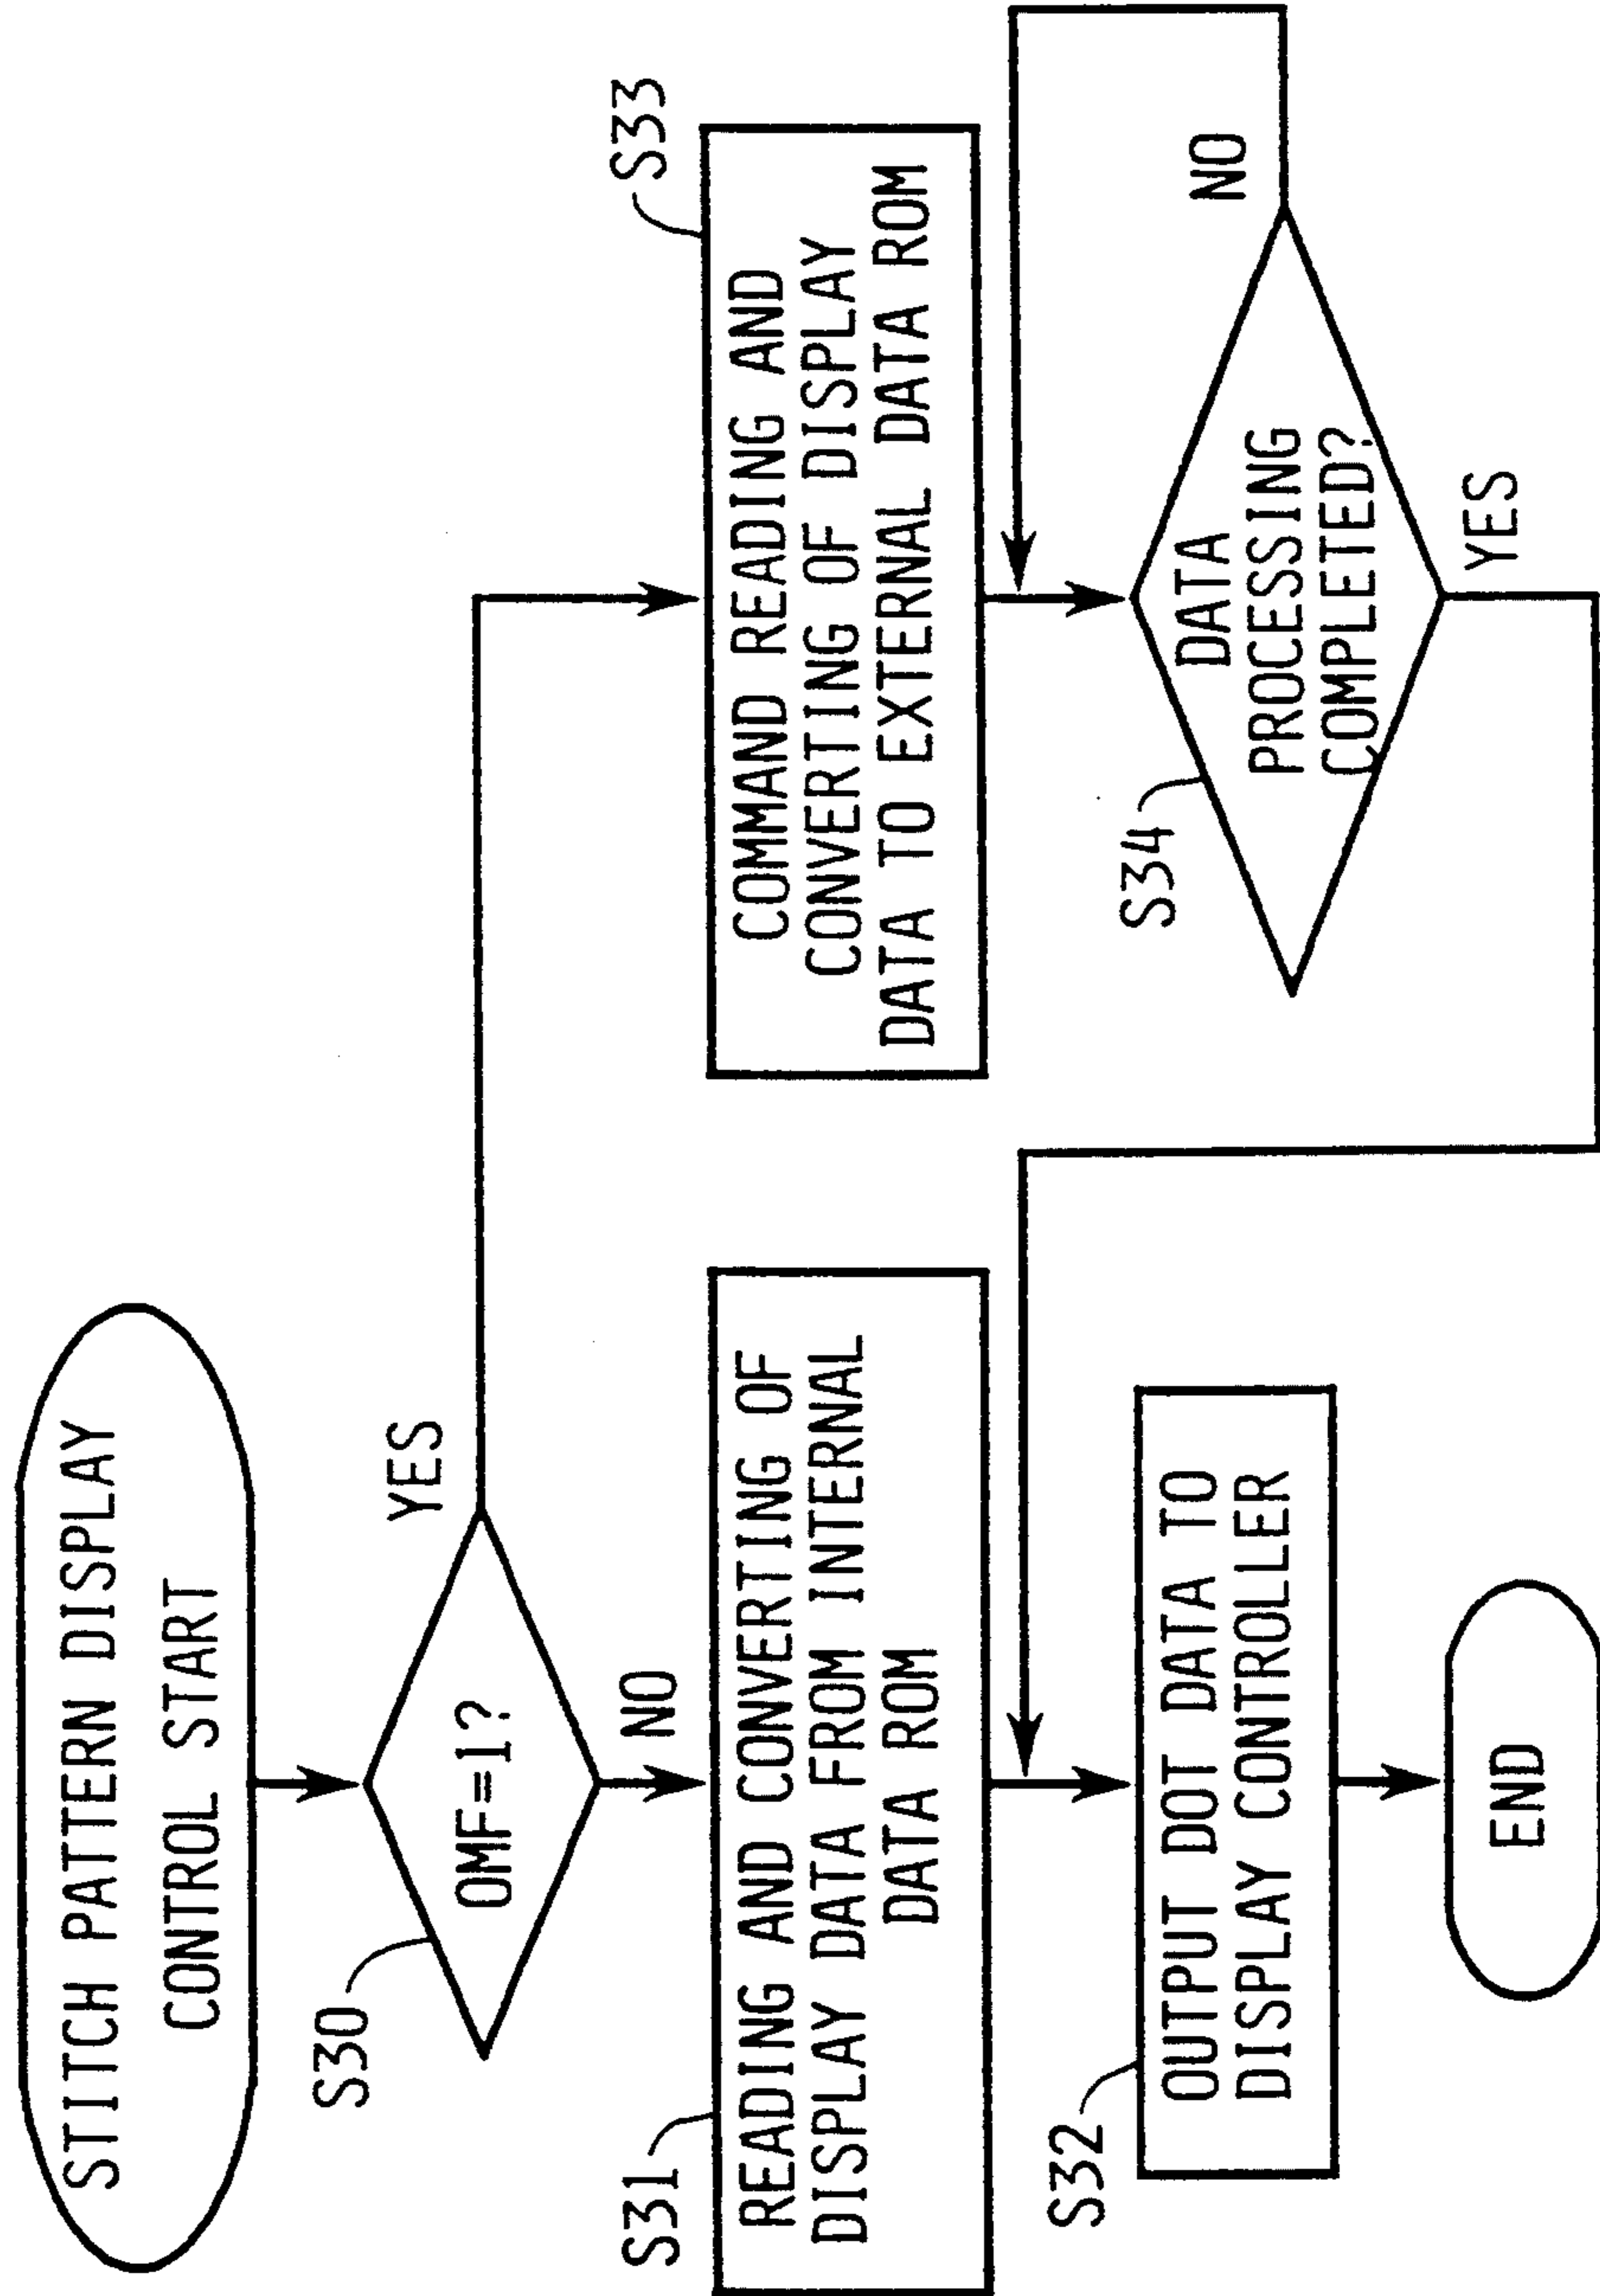 STITCH PATTERN DISPLAY
CONTROL START
S30
OMF=1?
YES
NO
S31
READING AND CONVERTING OF
DISPLAY DATA FROM INTERNAL
DATA ROM
S32
OUTPUT DOT DATA TO
DISPLAY CONTROLLER
END
S33
COMMAND READING AND
CONVERTING OF DISPLAY
DATA TO EXTERNAL DATA ROM
S34
DATA
PROCESSING
COMPLETED?
NO
YES